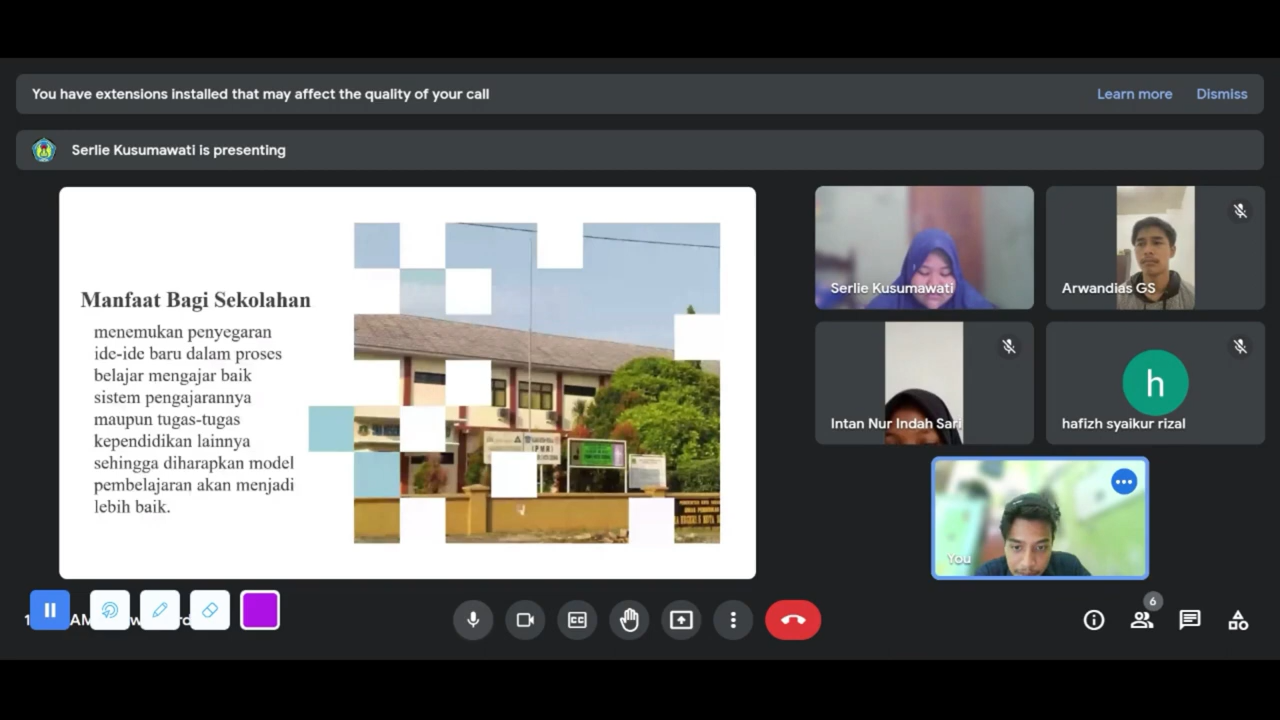 You have extensions installed that may affect the quality of your call
Learn more
Dismiss
Serlie Kusumawati is presenting
Manfaat Bagi Sekolahan
menemukan penyegaran
ide-ide baru dalam proses
belajar mengajar baik
sistem pengajarannya
maupun tugas-tugas
kependidikan lainnya
sehingga diharapkan model
pembelajaran akan menjadi
lebih baik.
Serlie Kusumawati
Arwandias GS
Intan Nur Indah Sari
h
hafizh syaikur rizal
You
AM
CC
6